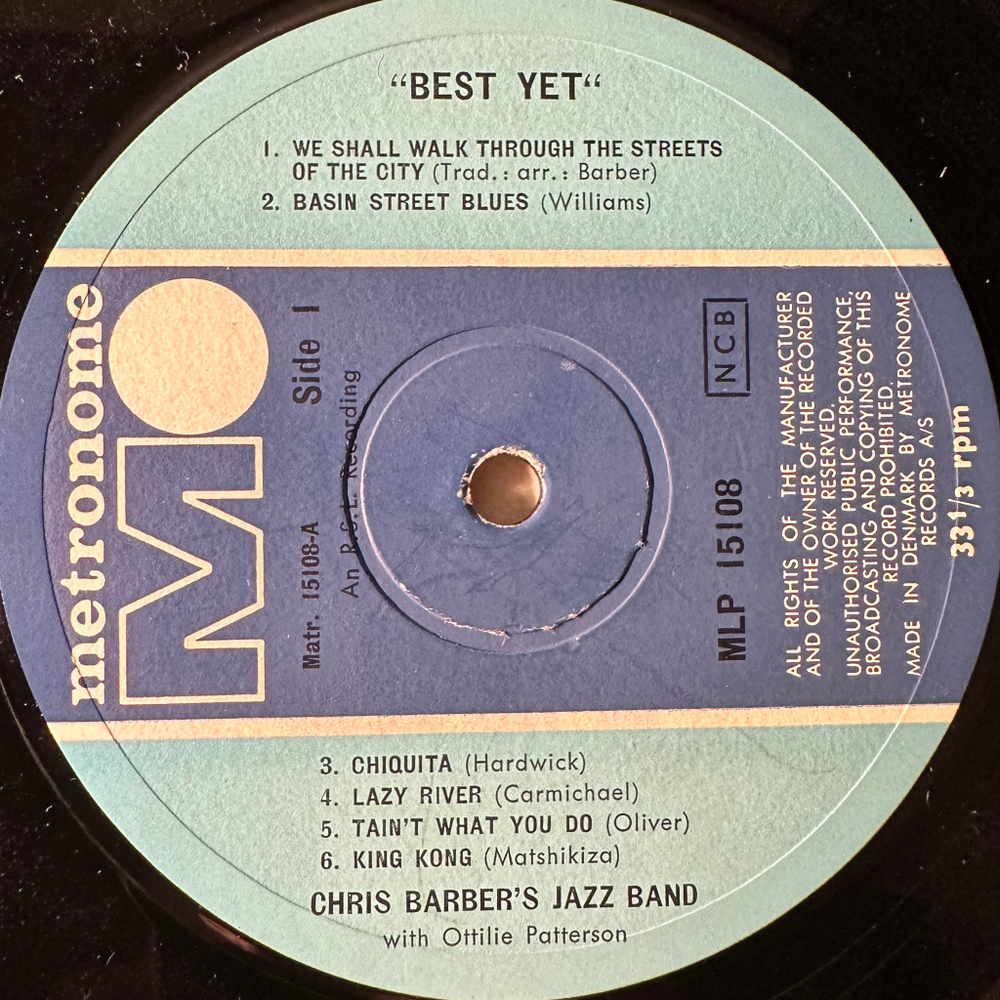 “BEST YET“
1. WE SHALL WALK THROUGH THE STREETS
OF THE CITY (Trad.: arr.: Barber)
2. BASIN STREET BLUES (Williams)
metronome
M
Side 1
Matr. 15108-A
An R.S.L. Recording
NCB
MLP 15108
ALL RIGHTS OF THE MANUFACTURER
AND OF THE OWNER OF THE RECORDED
WORK RESERVED.
UNAUTHORISED PUBLIC PERFORMANCE,
BROADCASTING AND COPYING OF THIS
RECORD PROHIBITED.
MADE IN DENMARK BY METRONOME
RECORDS A/S
33 1/3 rpm
3. CHIQUITA (Hardwick)
4. LAZY RIVER (Carmichael)
5. TAIN'T WHAT YOU DO (Oliver)
6. KING KONG (Matshikiza)
CHRIS BARBER'S JAZZ BAND
with Ottilie Patterson